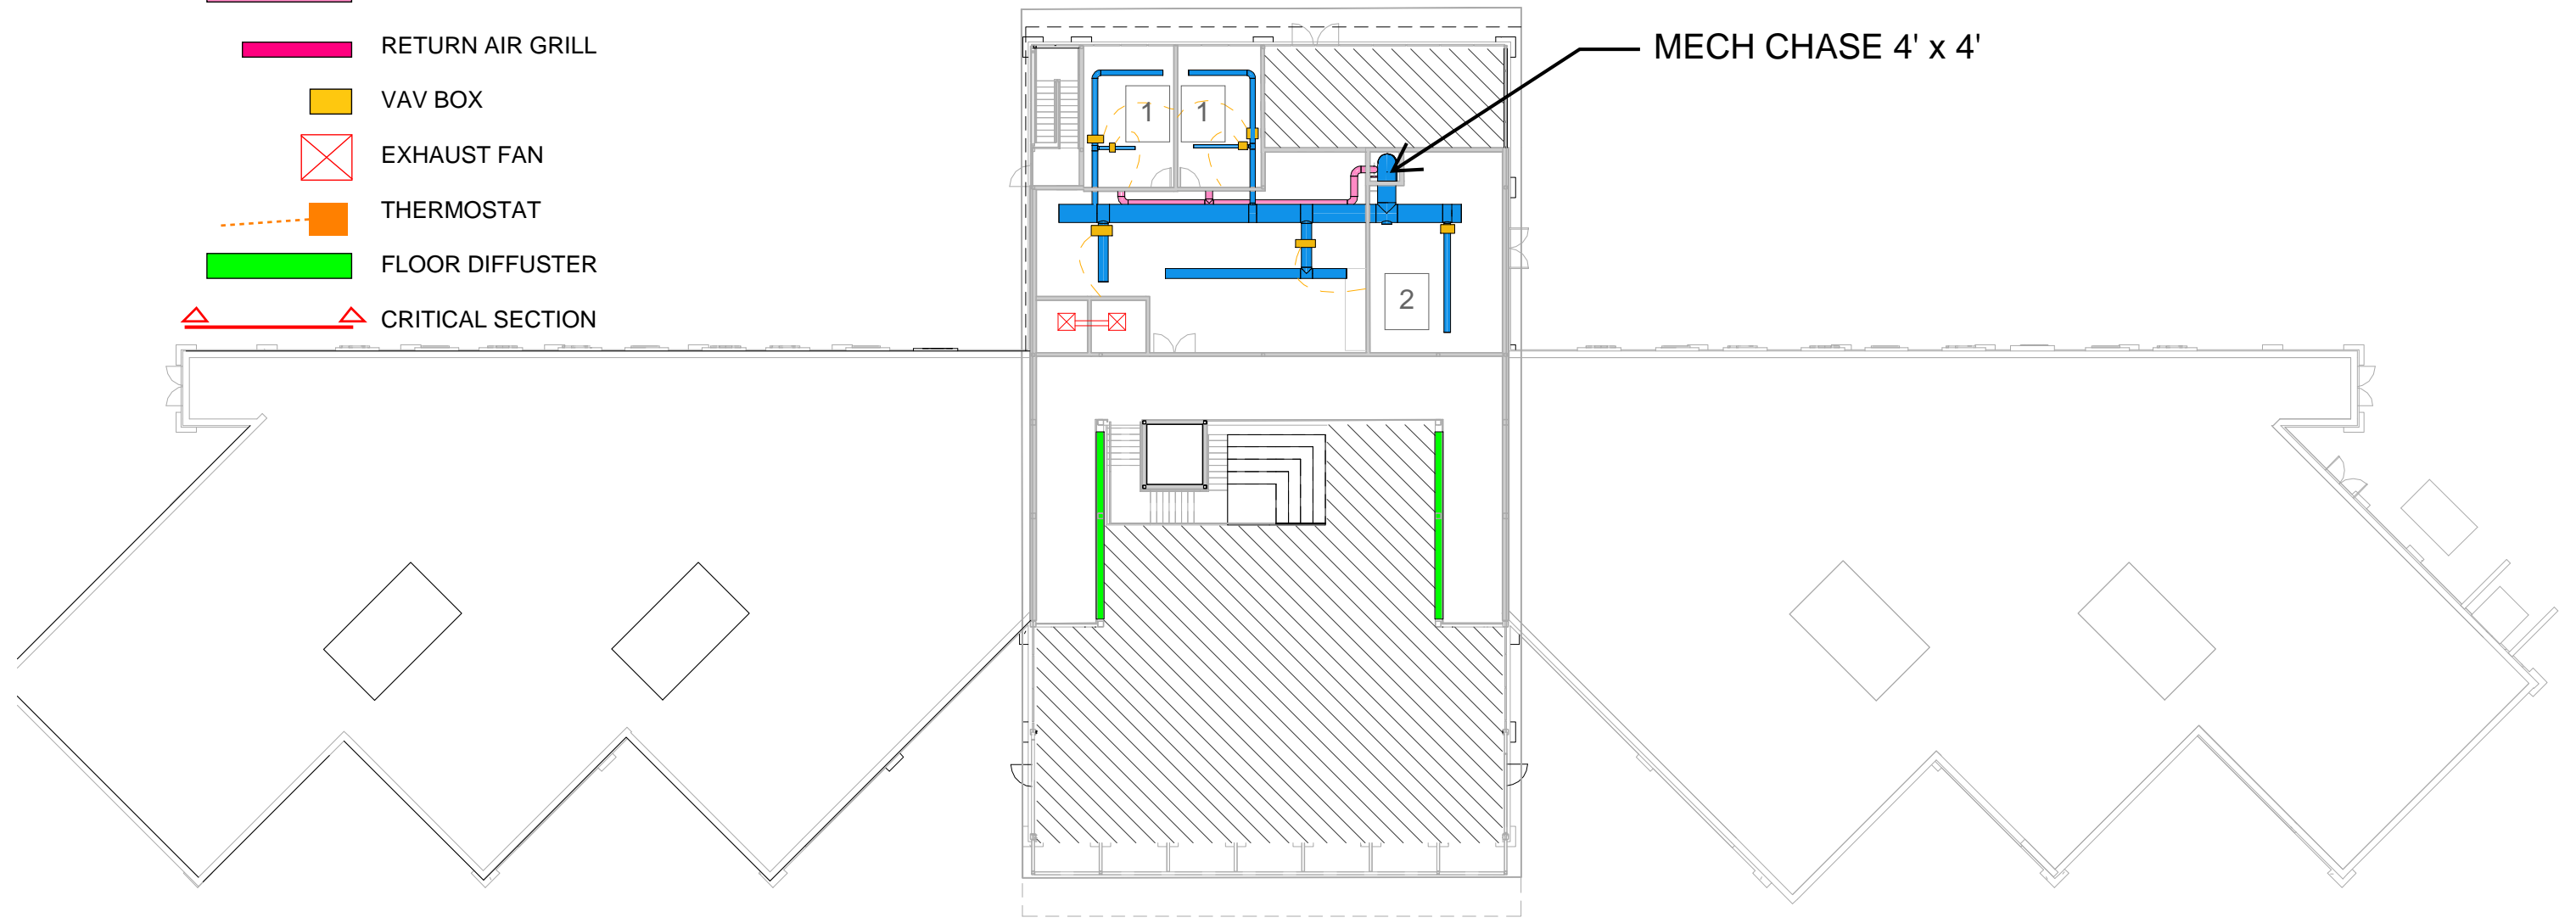 RETURN AIR GRILL
MECH CHASE 4' x 4'
VAV BOX
EXHAUST FAN
THERMOSTAT
FLOOR DIFFUSTER
CRITICAL SECTION
1
1
2